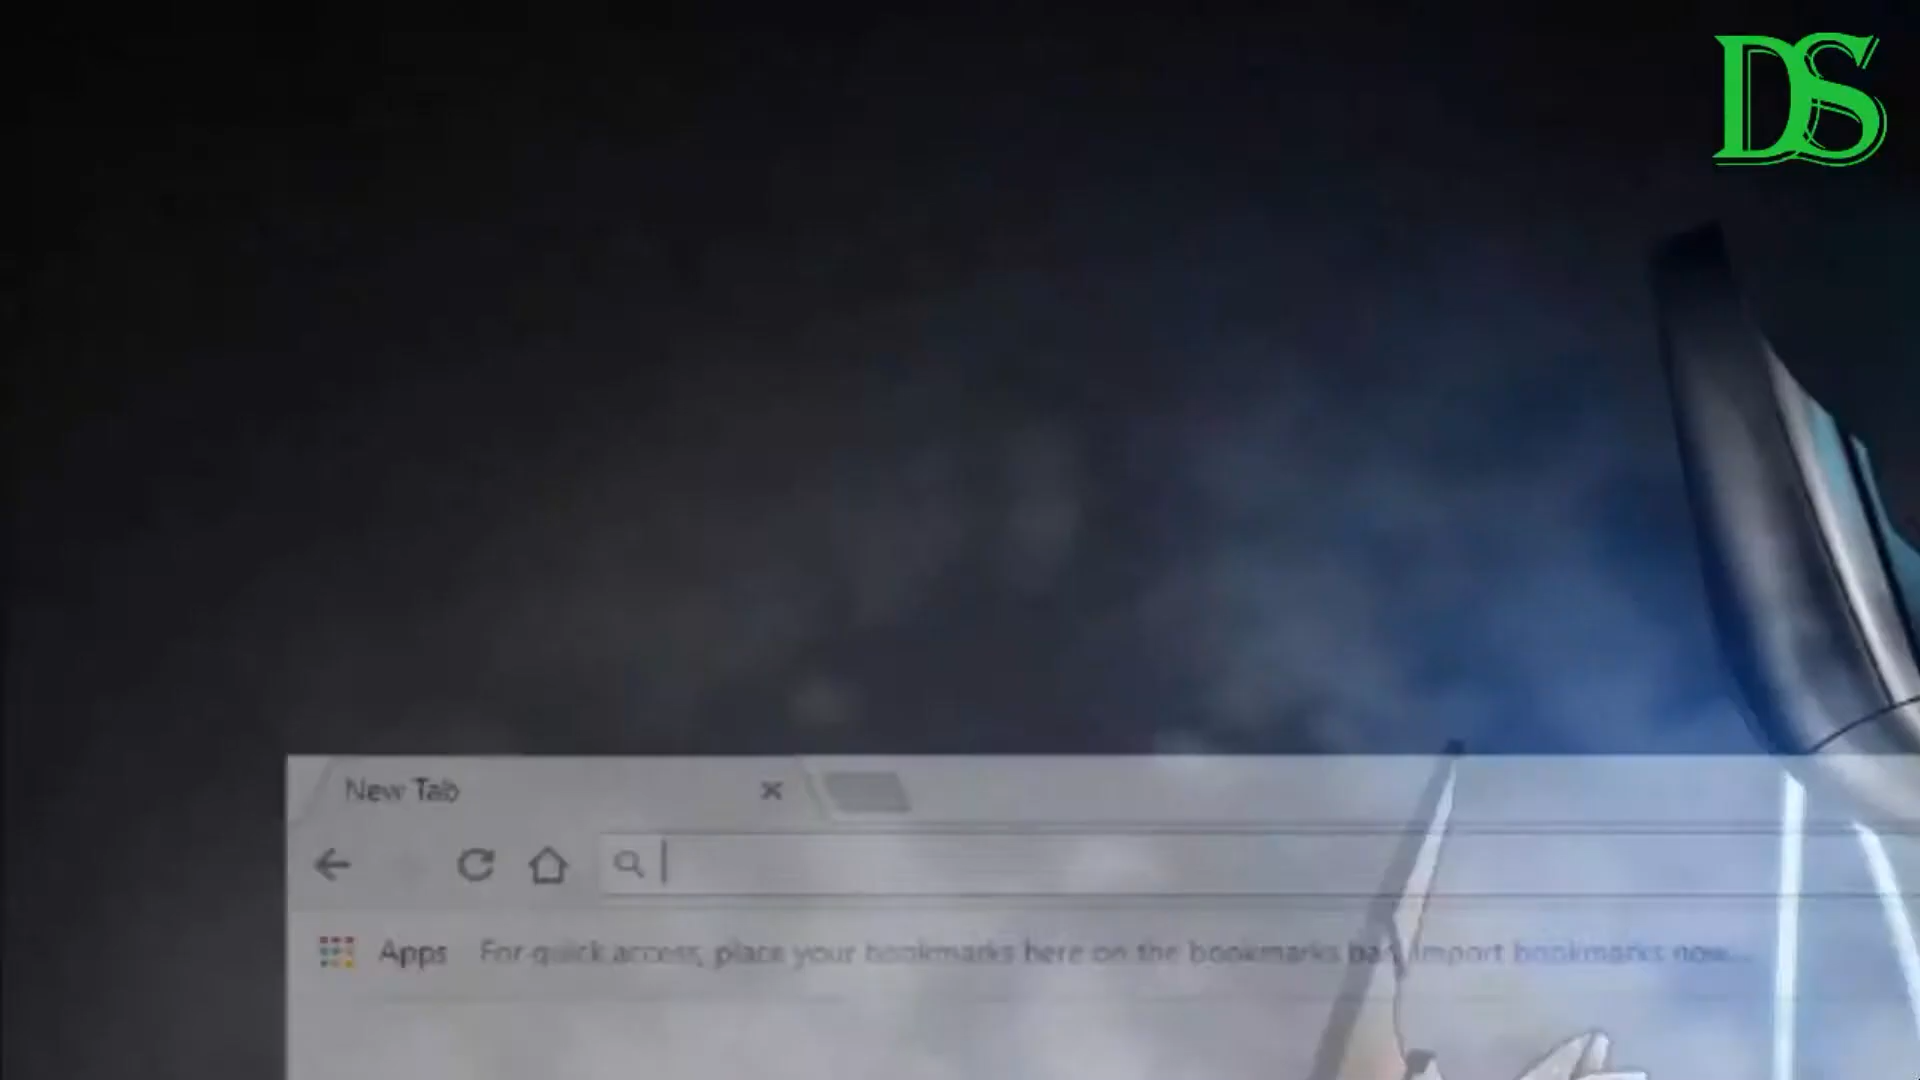 DS
New Tab
Apps For quick access, place your bookmarks here on the bookmarks bar. Import bookmarks now...